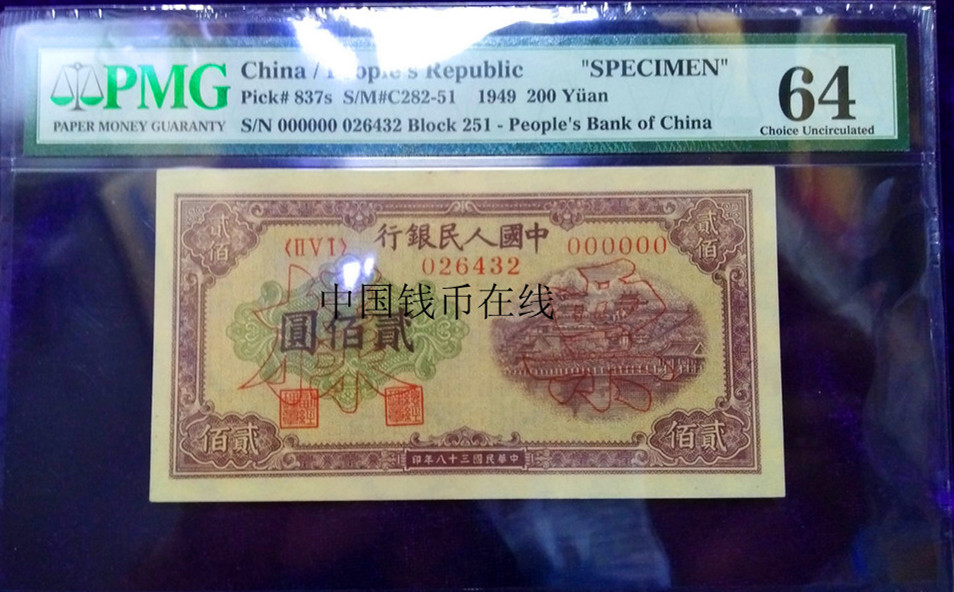 PMG
PAPER MONEY GUARANTY
China / People's Republic "SPECIMEN"
Pick# 837s S/M#C282-51 1949 200 Yüan
S/N 000000 026432 Block 251 - People's Bank of China
64
Choice Uncirculated
貳佰
貳佰
〈IIVI〉
行銀民人國中
000000
026432
中国钱币在线
圓佰貳
佰貳
佰貳
印年八十三國民華中